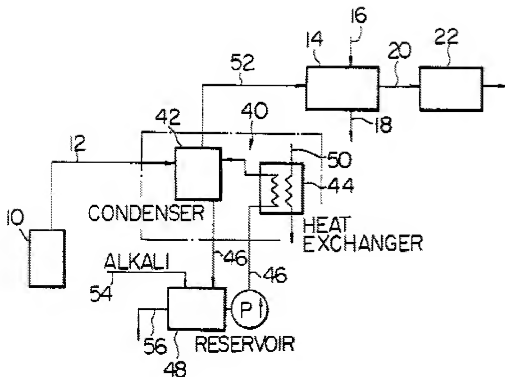 16
14
22
52
20
42
40
18
12
50
44
10
CONDENSER
HEAT
EXCHANGER
ALKALI
46
46
54
P
56
RESERVOIR
48